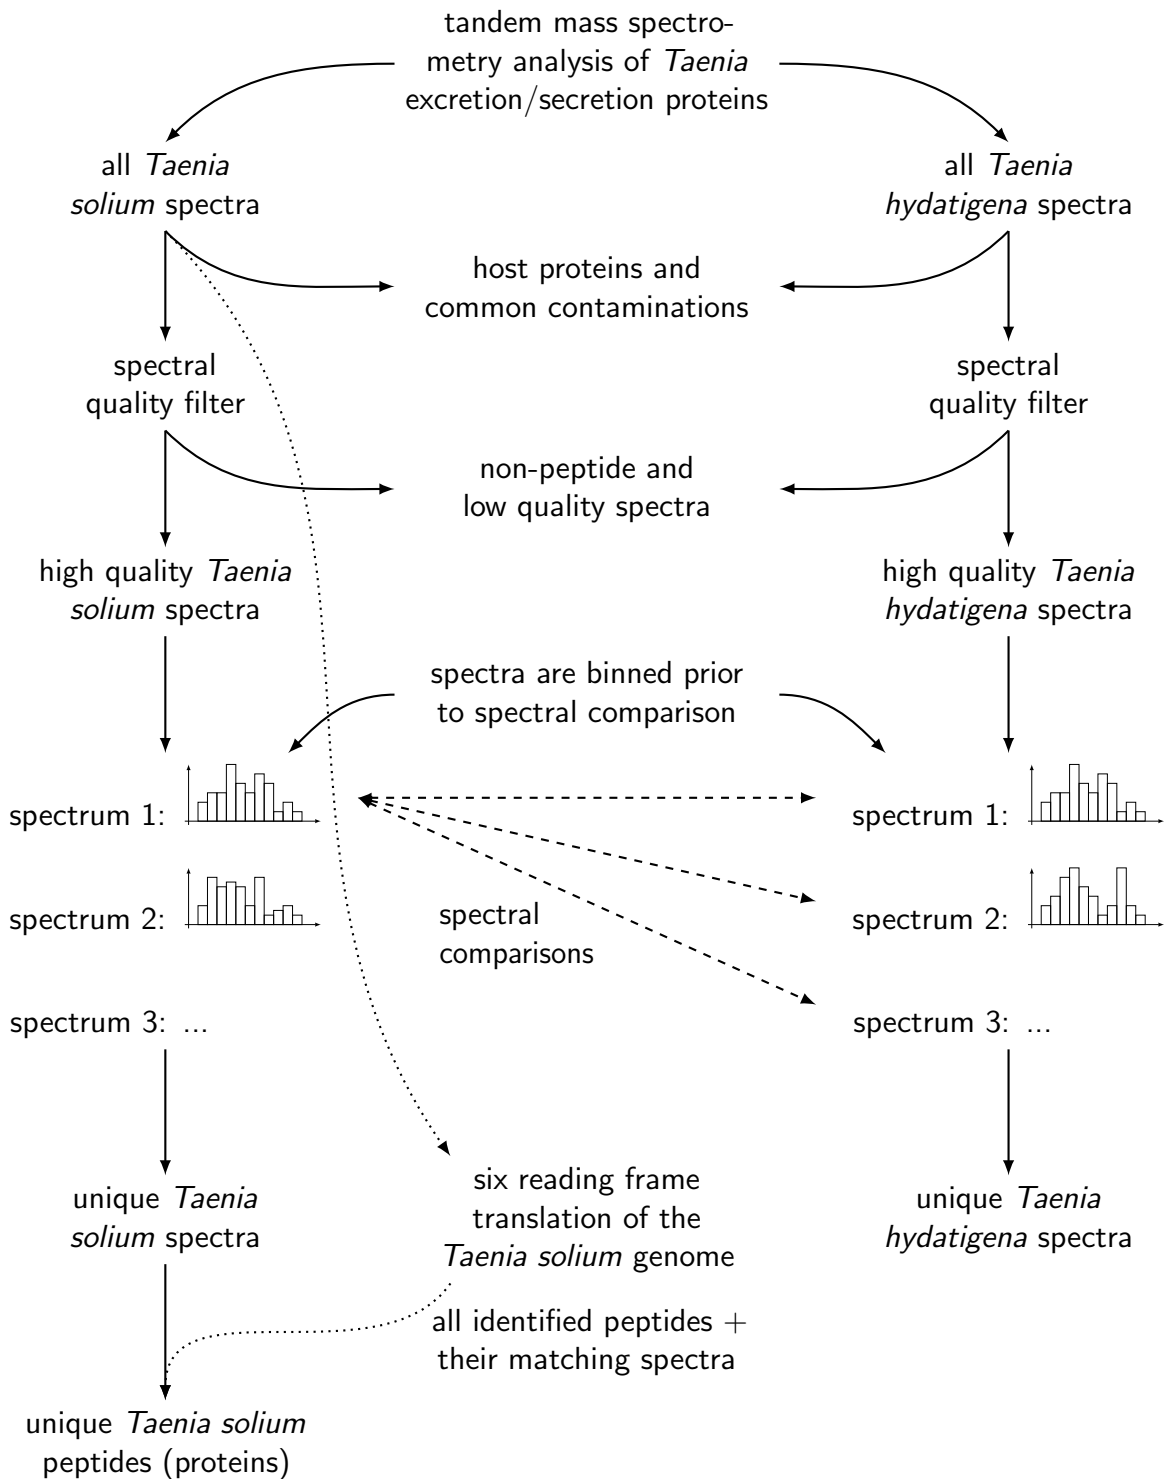 tandem mass spectro-
metry analysis of Taenia
excretion/secretion proteins
all Taenia
solium spectra
all Taenia
hydatigena spectra
host proteins and
common contaminations
spectral
quality filter
spectral
quality filter
non-peptide and
low quality spectra
high quality Taenia
solium spectra
high quality Taenia
hydatigena spectra
spectra are binned prior
to spectral comparison
spectrum 1:
spectrum 1:
spectrum 2:
spectrum 2:
spectral
comparisons
spectrum 3: ...
spectrum 3: ...
six reading frame
translation of the
Taenia solium genome
unique Taenia
solium spectra
unique Taenia
hydatigena spectra
all identified peptides +
their matching spectra
unique Taenia solium
peptides (proteins)